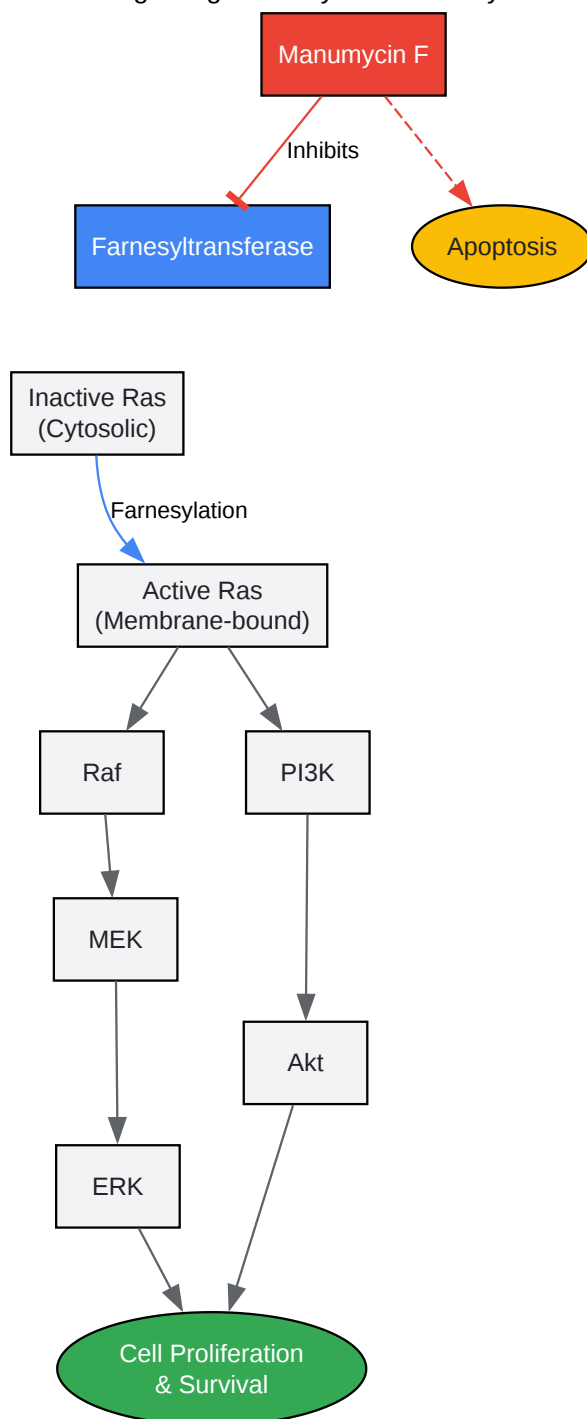 Manumycin F
Inhibits
Farnesyltransferase
Apoptosis
Inactive Ras
(Cytosolic)
Farnesylation
Active Ras
(Membrane-bound)
Raf
PI3K
MEK
Akt
ERK
Cell Proliferation
& Survival